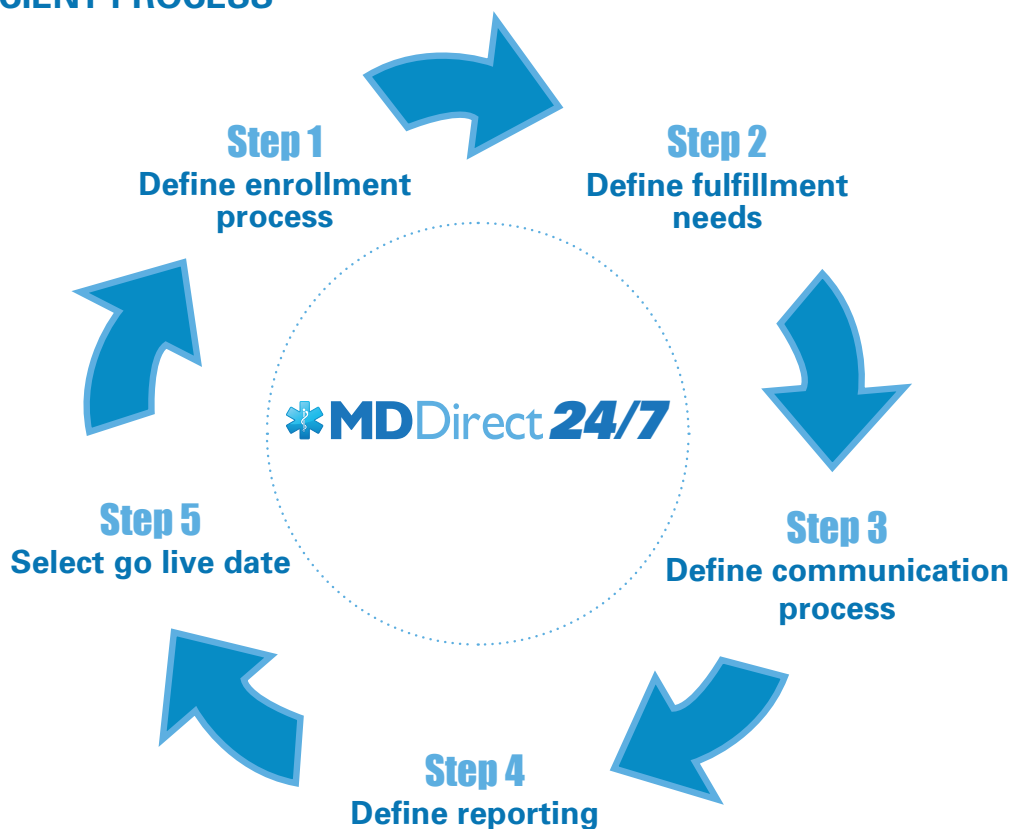 PROCESS
Step 1
Define enrollment
process
Step 2
Define fulfillment
needs
MDDirect 24/7
Step 5
Select go live date
Step 3
Define communication
process
Step 4
Define reporting